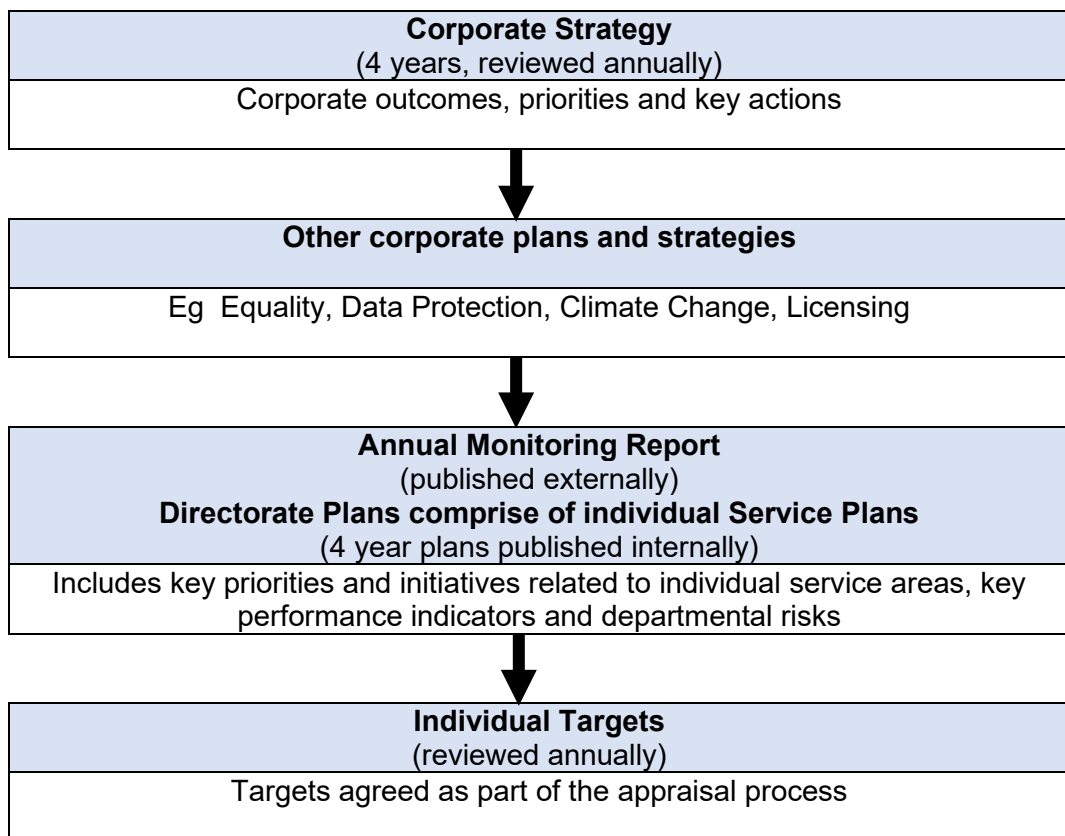 Corporate Strategy
(4 years, reviewed annually)
Corporate outcomes, priorities and key actions
Other corporate plans and strategies
Eg  Equality, Data Protection, Climate Change, Licensing
Annual Monitoring Report
(published externally)
Directorate Plans comprise of individual Service Plans
(4 year plans published internally)
Includes key priorities and initiatives related to individual service areas, key
performance indicators and departmental risks
Individual Targets
(reviewed annually)
Targets agreed as part of the appraisal process